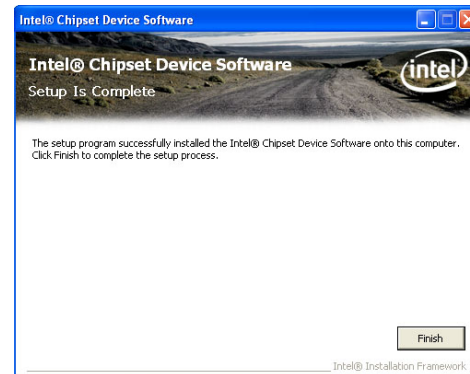 Intel® Chipset Device Software
Intel® Chipset Device Software
intel
Setup Is Complete
The setup program successfully installed the Intel® Chipset Device Software onto this computer.
Click Finish to complete the setup process.
Finish
Intel® Installation Framework